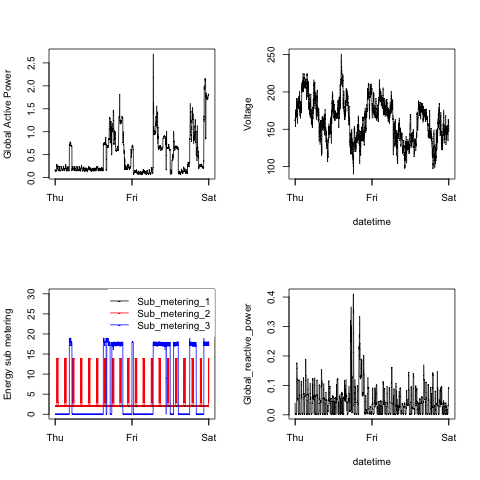 Global Active Power
2.5
2.0
1.5
1.0
0.5
0.0
Thu Fri Sat
Voltage
250
200
150
100
Thu Fri Sat
datetime
Energy sub metering
30
25
20
15
10
5
0
Sub_metering_1
Sub_metering_2
Sub_metering_3
Thu Fri Sat
Global_reactive_power
0.4
0.3
0.2
0.1
0.0
Thu Fri Sat
datetime